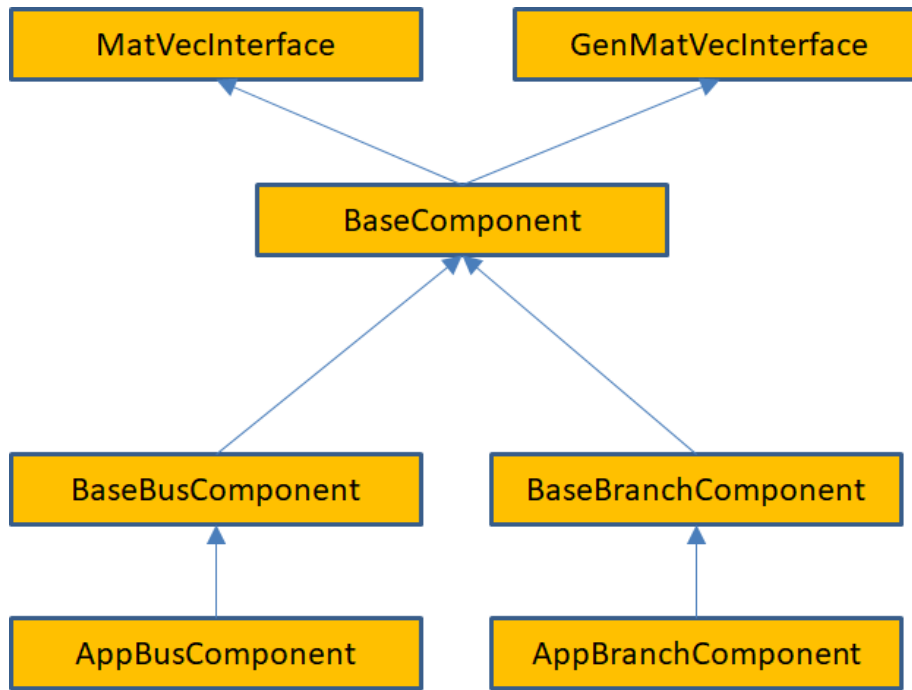 MatVecInterface
GenMatVecInterface
BaseComponent
BaseBusComponent
BaseBranchComponent
AppBusComponent
AppBranchComponent